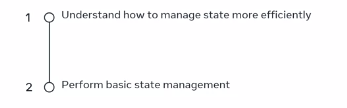 1 Understand how to manage state more efficiently
2 Perform basic state management